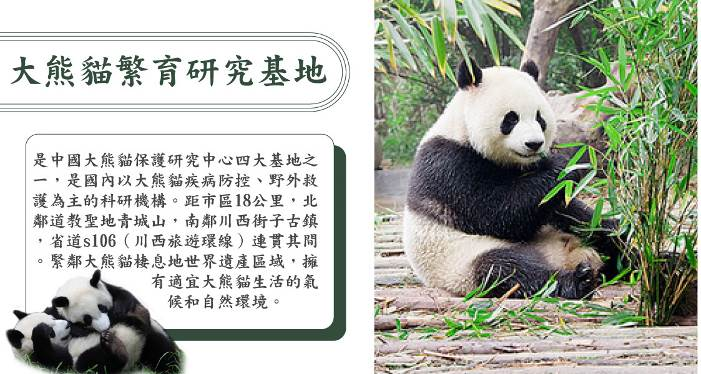 大熊貓繁育研究基地
是中國大熊貓保護研究中心四大基地之
一，是國內以大熊貓疾病防控、野外救
護為主的科研機構。距市區18公里，北
鄰道教聖地青城山，南鄰川西街子古鎮
，省道s106（川西旅遊環線）連貫其間
。緊鄰大熊貓棲息地世界遺產區域，擁
有適宜大熊貓生活的氣
候和自然環境。